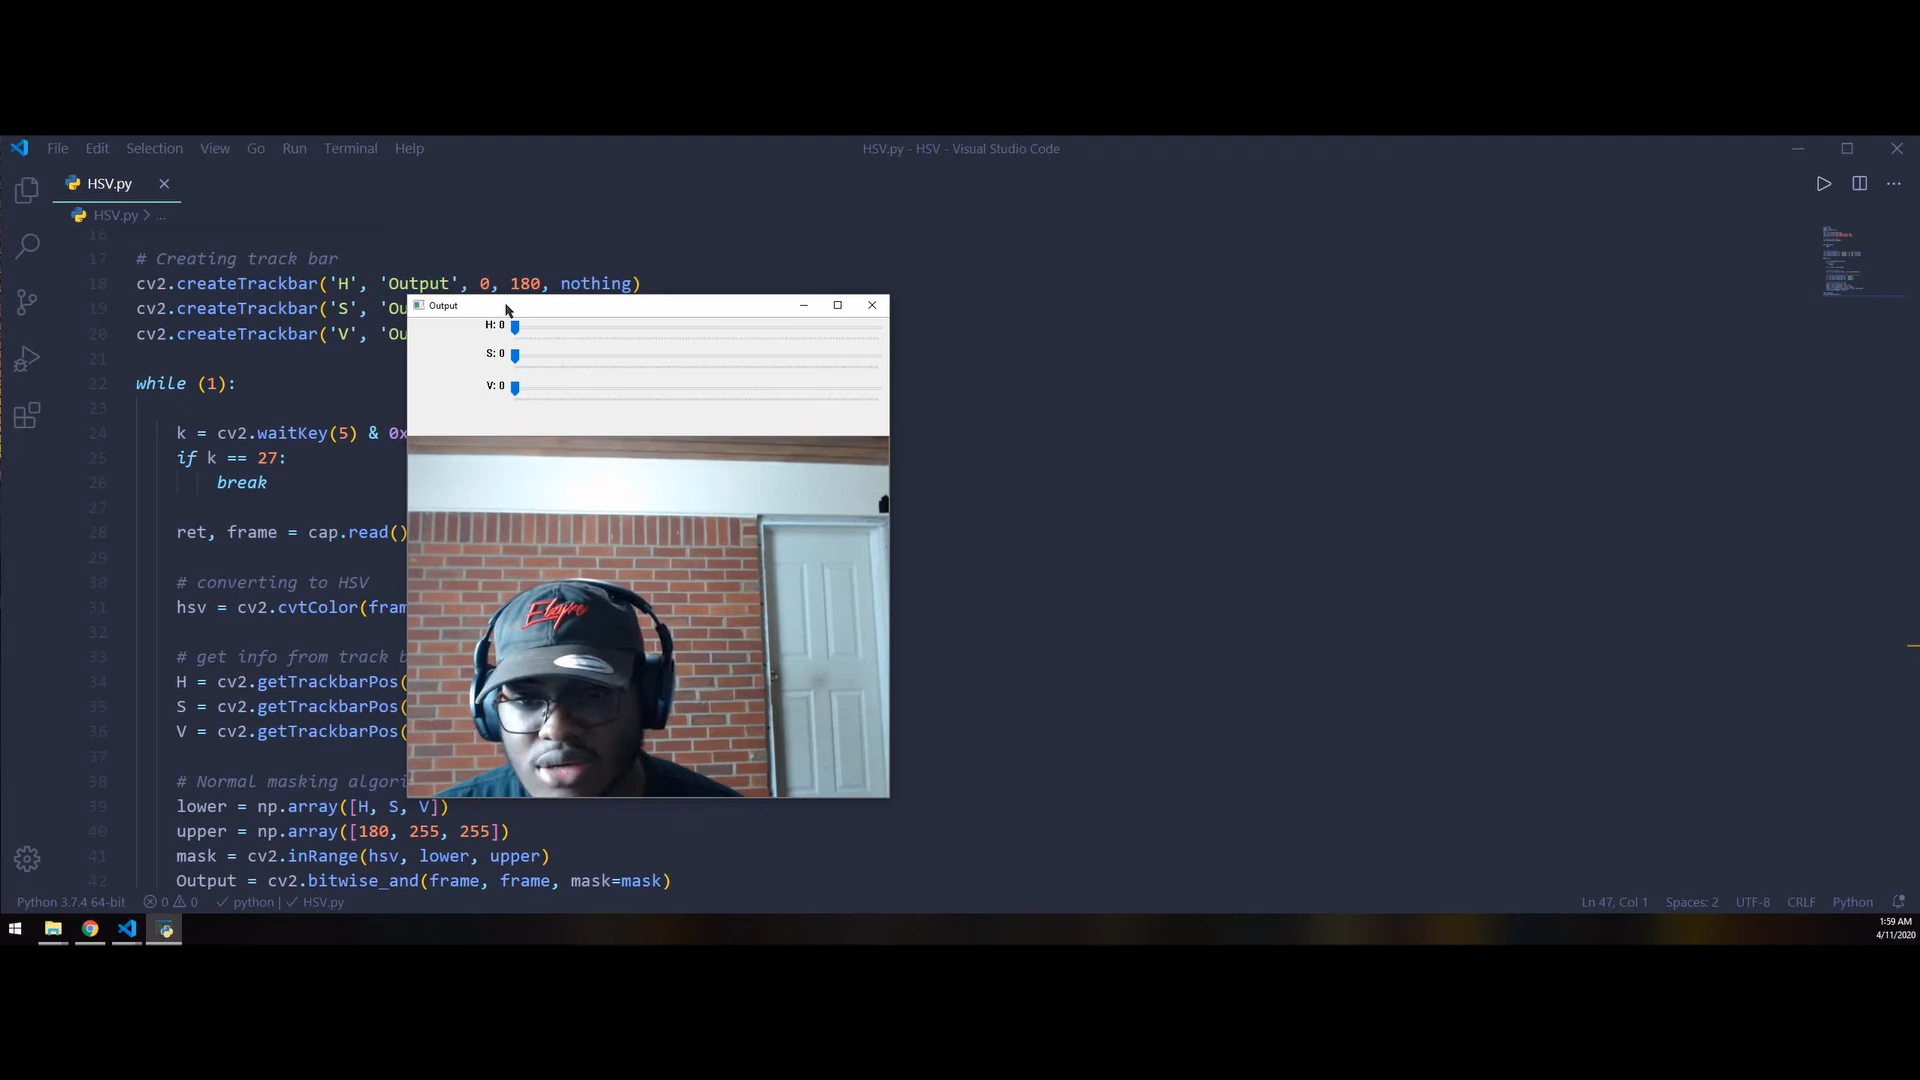 File Edit Selection View Go Run Terminal Help HSV.py - HSV - Visual Studio Code
HSV.py
HSV.py > ...
16
17 # Creating track bar
18 cv2.createTrackbar('H', 'Output', 0, 180, nothing)
19 cv2.createTrackbar('S', 'Ou
20 cv2.createTrackbar('V', 'Ou
21
22 while (1):
23
24 k = cv2.waitKey(5) & 0x
25 if k == 27:
26 break
27
28 ret, frame = cap.read()
29
30 # converting to HSV
31 hsv = cv2.cvtColor(fram
32
33 # get info from track b
34 H = cv2.getTrackbarPos(
35 S = cv2.getTrackbarPos(
36 V = cv2.getTrackbarPos(
37
38 # Normal masking algori
39 lower = np.array([H, S, V])
40 upper = np.array([180, 255, 255])
41 mask = cv2.inRange(hsv, lower, upper)
42 Output = cv2.bitwise_and(frame, frame, mask=mask)
Output
H: 0
S: 0
V: 0
Python 3.7.4 64-bit 0 0 python | HSV.py Ln 47, Col 1 Spaces: 2 UTF-8 CRLF Python
1:59 AM
4/11/2020